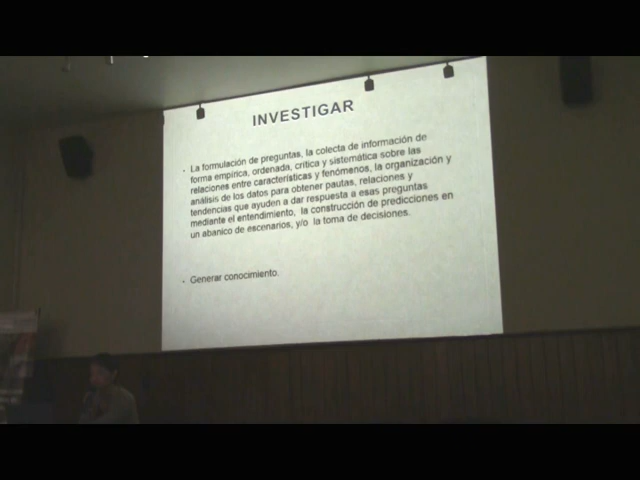 INVESTIGAR
- La formulación de preguntas, la colecta de información de
forma empírica, ordenada, crítica y sistemática sobre las
relaciones entre características y fenómenos, la organización y
análisis de los datos para obtener pautas, relaciones y
tendencias que ayuden a dar respuesta a esas preguntas
mediante el entendimiento, la construcción de predicciones en
un abanico de escenarios, y/o la toma de decisiones.
- Generar conocimiento.